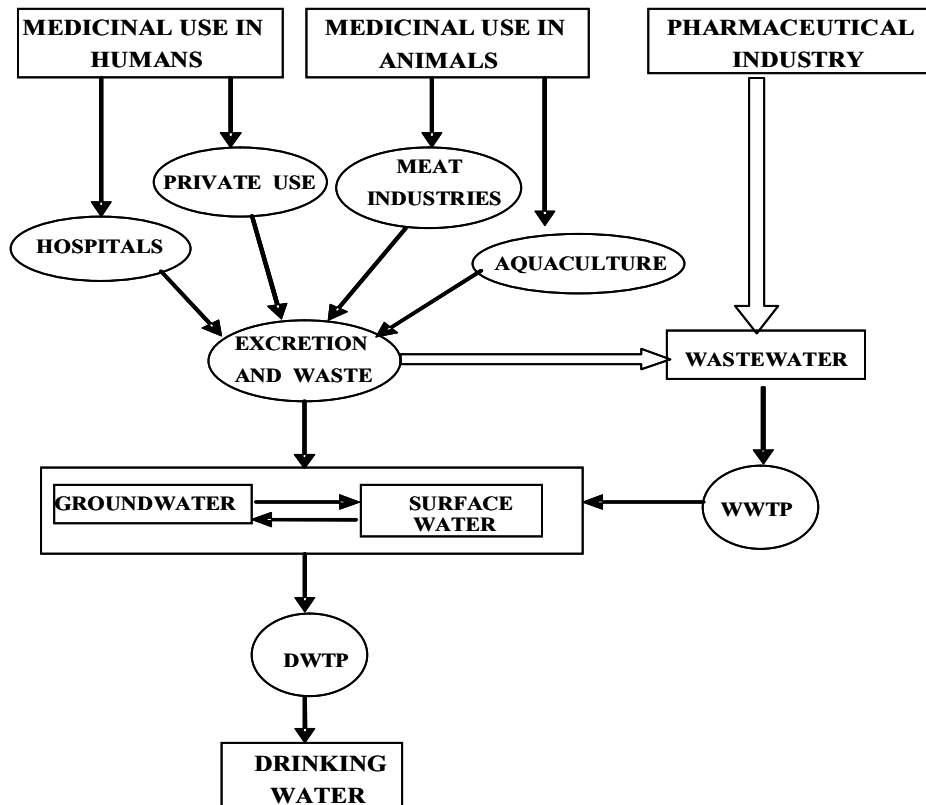 MEDICINAL USE IN
HUMANS
MEDICINAL USE IN
ANIMALS
PHARMACEUTICAL
INDUSTRY
PRIVATE USE
MEAT
INDUSTRIES
HOSPITALS
AQUACULTURE
EXCRETION
AND WASTE
WASTEWATER
GROUNDWATER
SURFACE
WATER
WWTP
DWTP
DRINKING
WATER